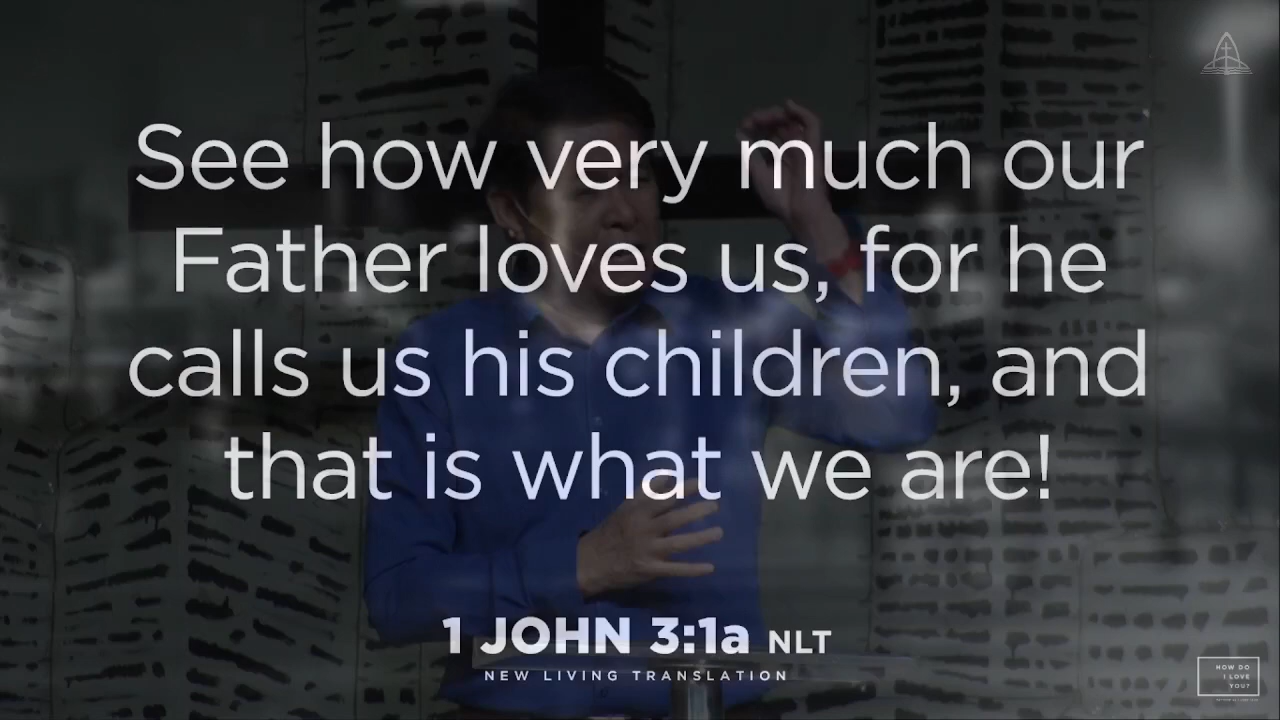 See how very much our
Father loves us, for he
calls us his children, and
that is what we are!
1 JOHN 3:1a NLT
NEW LIVING TRANSLATION
HOW DO
I LOVE
YOU?